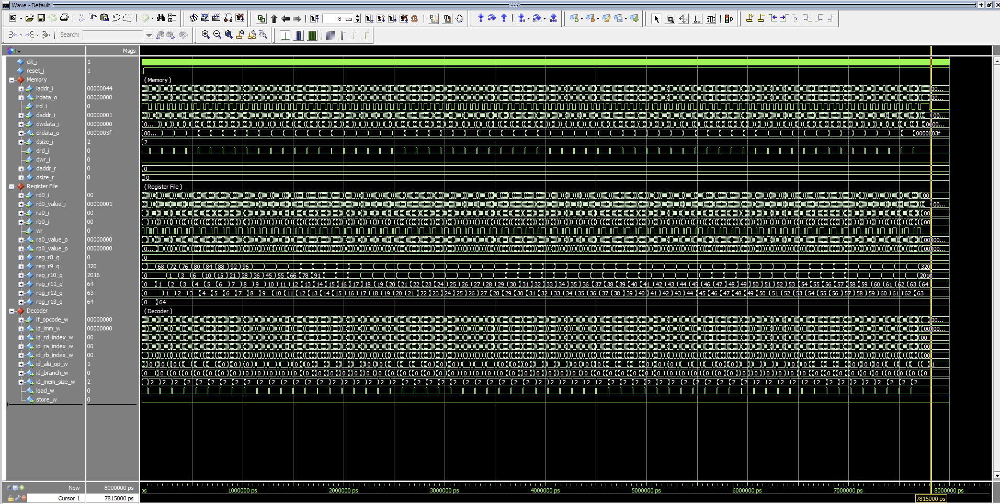 Wave - Default
8 us
Search:
Msgs
clk_i 1
reset_i 1
Memory (Memory)
iaddr_i 00000044 00...
irdata_o 00000000 00...
ird_i 0
daddr_i 00000001 00...
dwdata_i 00000000 0... 0000...
drdata_o 0000003f 00... 0000003f
dsize_i 2 2
drd_i 0
dwr_i 0
daddr_r 0 0
dsize_r 0 0
Register File (Register File)
rd0_i 00 00
rd0_value_i 00000001 00...
ra0_i 00 00
rb0_i 00 00
wr 0
ra0_value_o 00000000 00000...
rb0_value_o 00000000 0... 00000...
reg_r8_q 0 0
reg_r9_q 320 68 72 76 80 84 88 92 96 320
reg_r10_q 2016 0 1 3 6 10 15 21 28 36 45 55 66 78 91 2016
reg_r11_q 64 0 1 2 3 4 5 6 7 8 9 10 11 12 13 14 15 16 17 18 19 20 21 22 23 24 25 26 27 28 29 30 31 32 33 34 35 36 37 38 39 40 41 42 43 44 45 46 47 48 49 50 51 52 53 54 55 56 57 58 59 60 61 62 63 64
reg_r12_q 63 0 1 2 3 4 5 6 7 8 9 10 11 12 13 14 15 16 17 18 19 20 21 22 23 24 25 26 27 28 29 30 31 32 33 34 35 36 37 38 39 40 41 42 43 44 45 46 47 48 49 50 51 52 53 54 55 56 57 58 59 60 61 62 63
reg_r13_q 64 0 64
Decoder (Decoder)
if_opcode_w 00000000 00...
id_imm_w 00000000 00000...
id_rd_index_w 00 00
id_ra_index_w 00 00
id_rb_index_w 00 00
id_alu_op_w 1
id_branch_w 0
id_mem_size_w 2
load_w 0
store_w 0
Now 8000000 ps ps 1000000 ps 2000000 ps 3000000 ps 4000000 ps 5000000 ps 6000000 ps 7000000 ps 8000000 ps
Cursor 1 7815000 ps 7815000 ps